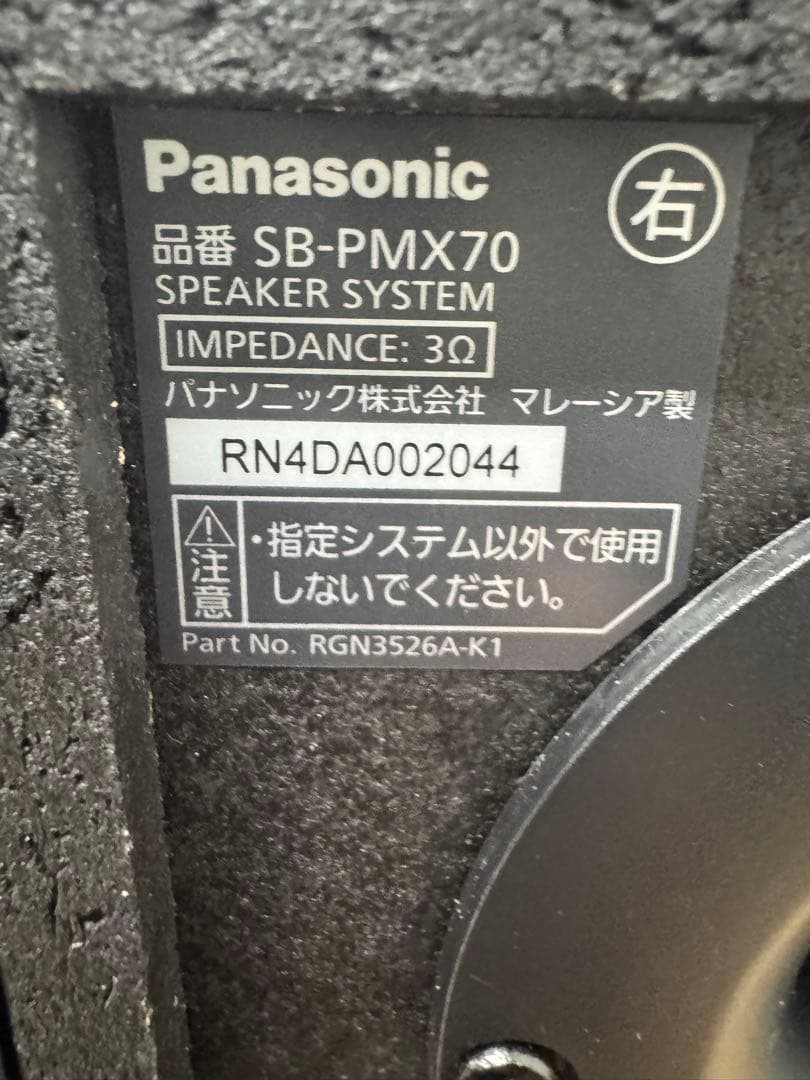 Panasonic
右
品番 SB-PMX70
SPEAKER SYSTEM
IMPEDANCE: 3Ω
パナソニック株式会社 マレーシア製
RN4DA002044
注意
・指定システム以外で使用
しないでください。
Part No. RGN3526A-K1